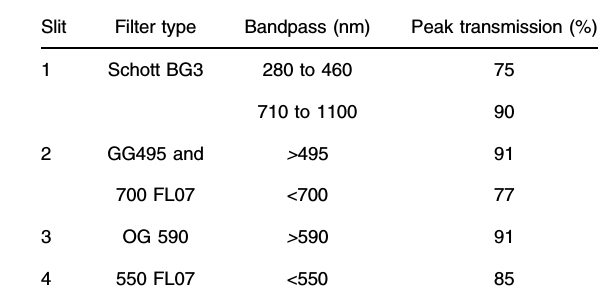 Slit Filter type Bandpass (nm) Peak transmission (%)
1 Schott BG3 280 to 460 75
710 to 1100 90
2 GG495 and >495 91
700 FL07 <700 77
3 OG 590 >590 91
4 550 FL07 <550 85